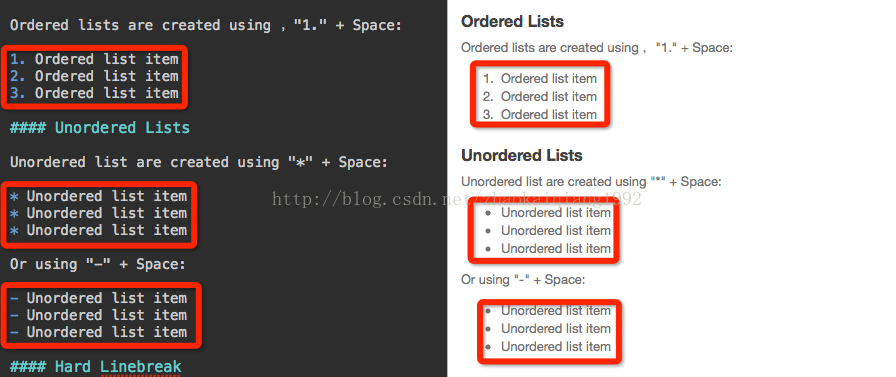 Ordered lists are created using , "1." + Space:
1. Ordered list item
2. Ordered list item
3. Ordered list item
#### Unordered Lists
Unordered list are created using "*" + Space:
* Unordered list item
* Unordered list item
* Unordered list item
Or using "-" + Space:
- Unordered list item
- Unordered list item
- Unordered list item
#### Hard Linebreak
Ordered Lists
Ordered lists are created using , "1." + Space:
1. Ordered list item
2. Ordered list item
3. Ordered list item
Unordered Lists
Unordered list are created using "*" + Space:
• Unordered list item
• Unordered list item
• Unordered list item
Or using "-" + Space:
• Unordered list item
• Unordered list item
• Unordered list item